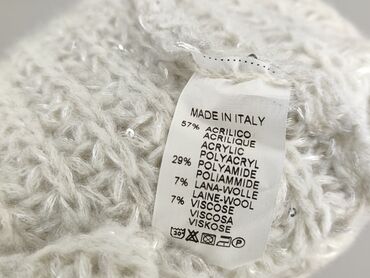 MADE IN ITALY
57% ACRILICO
ACRILIQUE
ACRYLIC
POLYACRYL
29% POLYAMIDE
POLIAMMIDE
7% LANA-WOLLE
LAINE-WOOL
7% VISCOSE
VISCOSA
VISKOSE
30°
P